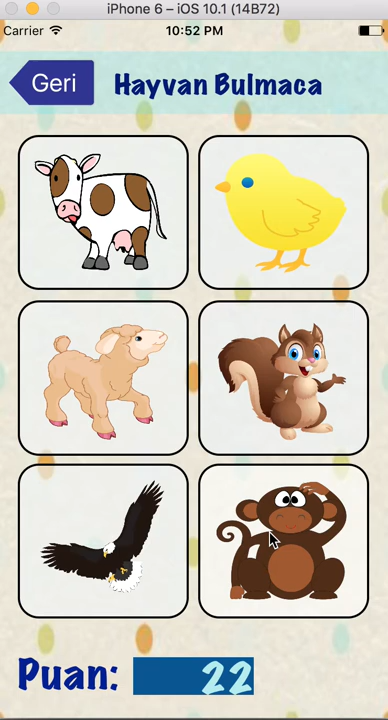 iPhone 6 – iOS 10.1 (14B72)
Carrier 10:52 PM
Geri
Hayvan Bulmaca
Puan: 22